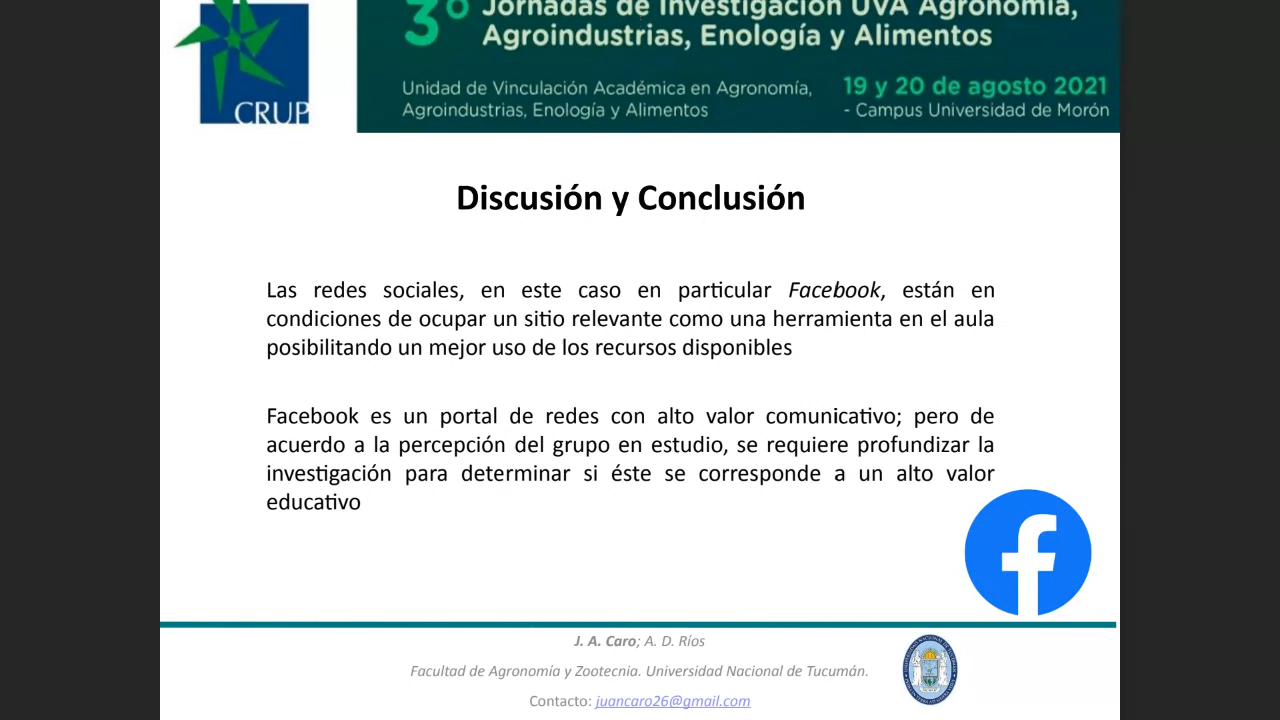 3° Jornadas de Investigación UVA Agronomía,
Agroindustrias, Enología y Alimentos
Unidad de Vinculación Académica en Agronomía,
Agroindustrias, Enología y Alimentos
19 y 20 de agosto 2021
- Campus Universidad de Morón
CRUP
Discusión y Conclusión
Las redes sociales, en este caso en particular Facebook, están en
condiciones de ocupar un sitio relevante como una herramienta en el aula
posibilitando un mejor uso de los recursos disponibles
Facebook es un portal de redes con alto valor comunicativo; pero de
acuerdo a la percepción del grupo en estudio, se requiere profundizar la
investigación para determinar si éste se corresponde a un alto valor
educativo
J. A. Caro; A. D. Ríos
Facultad de Agronomía y Zootecnia. Universidad Nacional de Tucumán.
Contacto: juancaro26@gmail.com